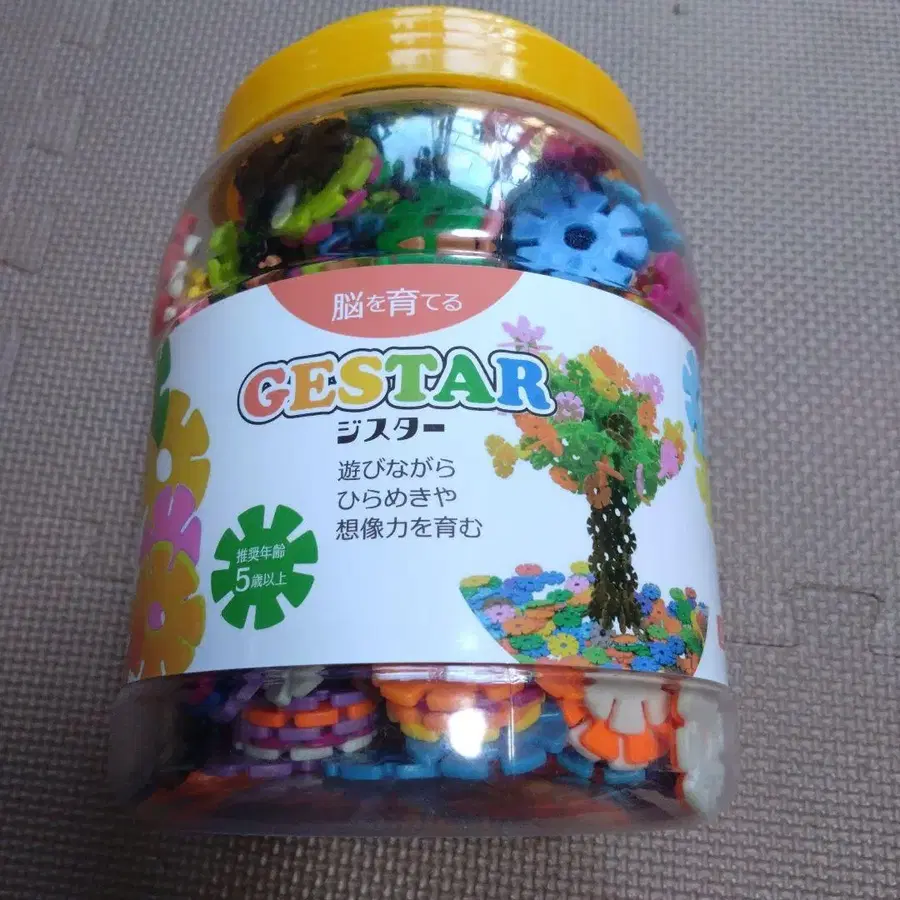 脳を育てる
GESTAR
ジスター
遊びながら
ひらめきや
想像力を育む
推奨年齢
5歳以上